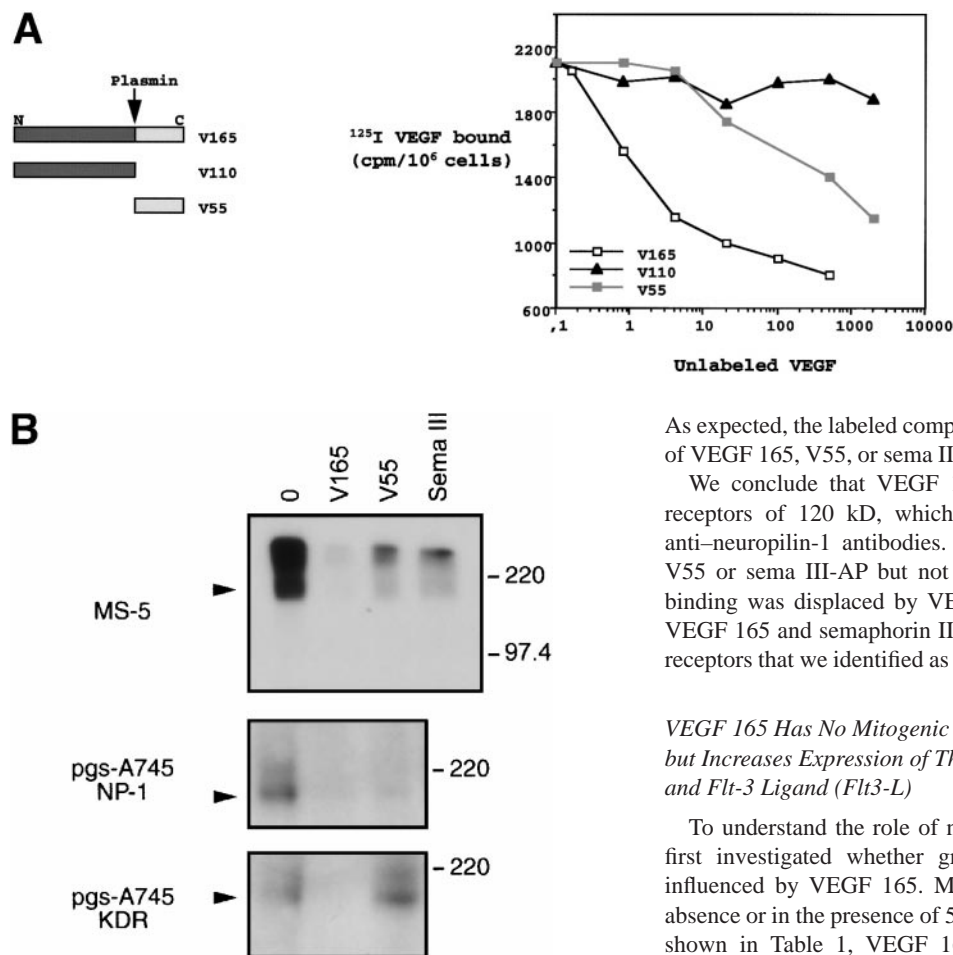 A
Plasmin
N C
V165
V110
V55
125I VEGF bound
(cpm/10⁶ cells)
2200
1800
1400
1000
600
V165
V110
V55
,1 1 10 100 1000 10000
Unlabeled VEGF
B
0 V165 V55 Sema III
MS-5
- 220
- 97.4
pgs-A745
NP-1
- 220
pgs-A745
KDR
- 220
As expected, the labeled comp
of VEGF 165, V55, or sema II
We conclude that VEGF
receptors of 120 kD, which
anti–neuropilin-1 antibodies.
V55 or sema III-AP but not
binding was displaced by VE
VEGF 165 and semaphorin II
receptors that we identified as
VEGF 165 Has No Mitogenic
but Increases Expression of Th
and Flt-3 Ligand (Flt3-L)
To understand the role of n
first investigated whether gr
influenced by VEGF 165. M
absence or in the presence of 5
shown in Table 1, VEGF 16